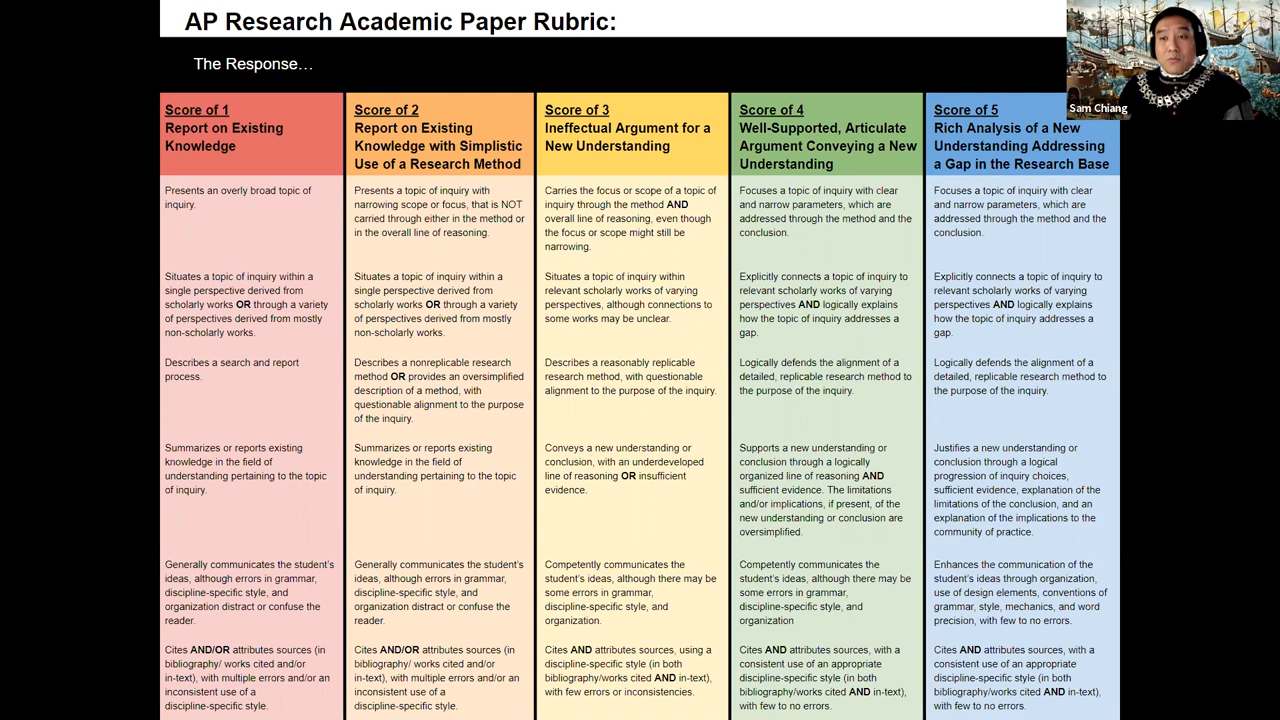 AP Research Academic Paper Rubric:
Sam Chiang
The Response…
Score of 1
Report on Existing
Knowledge
Score of 2
Report on Existing
Knowledge with Simplistic
Use of a Research Method
Score of 3
Ineffectual Argument for a
New Understanding
Score of 4
Well-Supported, Articulate
Argument Conveying a New
Understanding
Score of 5
Rich Analysis of a New
Understanding Addressing
a Gap in the Research Base
Presents an overly broad topic of
inquiry.
Presents a topic of inquiry with
narrowing scope or focus, that is NOT
carried through either in the method or
in the overall line of reasoning.
Carries the focus or scope of a topic of
inquiry through the method AND
overall line of reasoning, even though
the focus or scope might still be
narrowing.
Focuses a topic of inquiry with clear
and narrow parameters, which are
addressed through the method and the
conclusion.
Focuses a topic of inquiry with clear
and narrow parameters, which are
addressed through the method and the
conclusion.
Situates a topic of inquiry within a
single perspective derived from
scholarly works OR through a variety
of perspectives derived from mostly
non-scholarly works.
Situates a topic of inquiry within a
single perspective derived from
scholarly works OR through a variety
of perspectives derived from mostly
non-scholarly works.
Situates a topic of inquiry within
relevant scholarly works of varying
perspectives, although connections to
some works may be unclear.
Explicitly connects a topic of inquiry to
relevant scholarly works of varying
perspectives AND logically explains
how the topic of inquiry addresses a
gap.
Explicitly connects a topic of inquiry to
relevant scholarly works of varying
perspectives AND logically explains
how the topic of inquiry addresses a
gap.
Describes a search and report
process.
Describes a nonreplicable research
method OR provides an oversimplified
description of a method, with
questionable alignment to the purpose
of the inquiry.
Describes a reasonably replicable
research method, with questionable
alignment to the purpose of the inquiry.
Logically defends the alignment of a
detailed, replicable research method to
the purpose of the inquiry.
Logically defends the alignment of a
detailed, replicable research method to
the purpose of the inquiry.
Summarizes or reports existing
knowledge in the field of
understanding pertaining to the topic
of inquiry.
Summarizes or reports existing
knowledge in the field of
understanding pertaining to the topic
of inquiry.
Conveys a new understanding or
conclusion, with an underdeveloped
line of reasoning OR insufficient
evidence.
Supports a new understanding or
conclusion through a logically
organized line of reasoning AND
sufficient evidence. The limitations
and/or implications, if present, of the
new understanding or conclusion are
oversimplified.
Justifies a new understanding or
conclusion through a logical
progression of inquiry choices,
sufficient evidence, explanation of the
limitations of the conclusion, and an
explanation of the implications to the
community of practice.
Generally communicates the student's
ideas, although errors in grammar,
discipline-specific style, and
organization distract or confuse the
reader.
Generally communicates the student's
ideas, although errors in grammar,
discipline-specific style, and
organization distract or confuse the
reader.
Competently communicates the
student's ideas, although there may be
some errors in grammar,
discipline-specific style, and
organization.
Competently communicates the
student's ideas, although there may be
some errors in grammar,
discipline-specific style, and
organization
Enhances the communication of the
student's ideas through organization,
use of design elements, conventions of
grammar, style, mechanics, and word
precision, with few to no errors.
Cites AND/OR attributes sources (in
bibliography/ works cited and/or
in-text), with multiple errors and/or an
inconsistent use of a
discipline-specific style.
Cites AND/OR attributes sources (in
bibliography/ works cited and/or
in-text), with multiple errors and/or an
inconsistent use of a
discipline-specific style.
Cites AND attributes sources, using a
discipline-specific style (in both
bibliography/works cited AND in-text),
with few errors or inconsistencies.
Cites AND attributes sources, with a
consistent use of an appropriate
discipline-specific style (in both
bibliography/works cited AND in-text),
with few to no errors.
Cites AND attributes sources, with a
consistent use of an appropriate
discipline-specific style (in both
bibliography/works cited AND in-text),
with few to no errors.